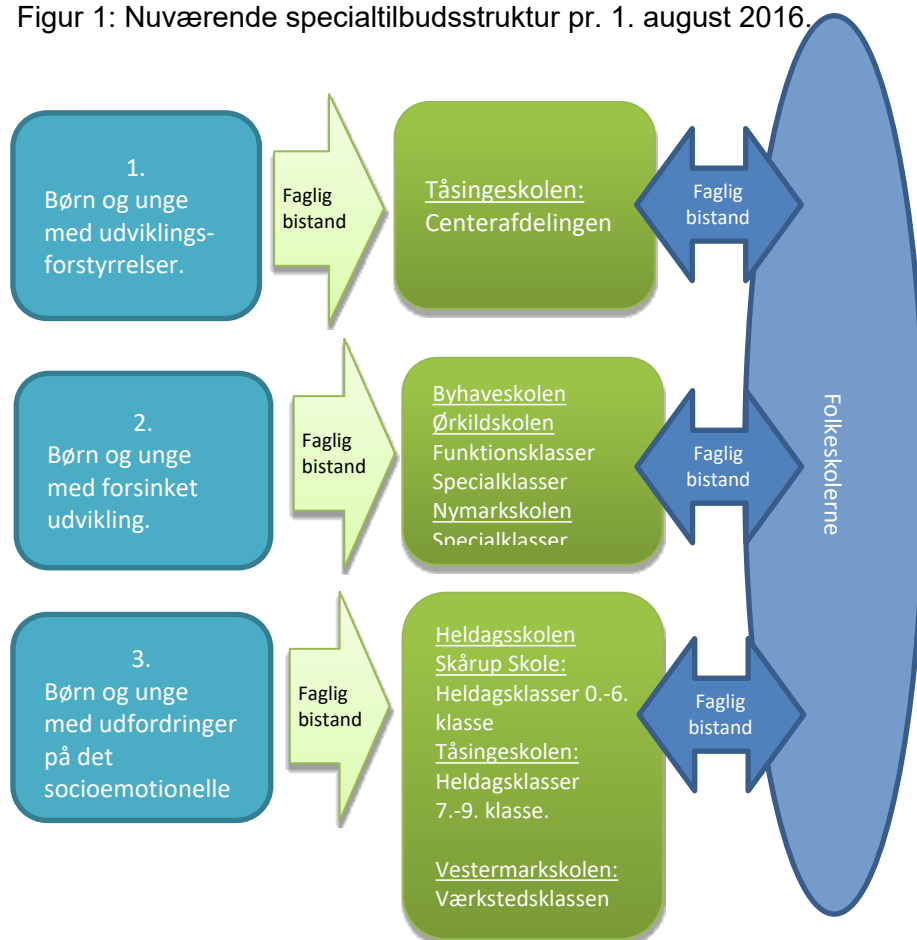 Figur 1: Nuværende specialtilbudsstruktur pr. 1. august 2016.
1.
Børn og unge
med udviklings-
forstyrrelser.
Faglig
bistand
Tåsingeskolen:
Centerafdelingen
Faglig
bistand
2.
Børn og unge
med forsinket
udvikling.
Faglig
bistand
Byhaveskolen
Ørkildskolen
Funktionsklasser
Specialklasser
Nymarkskolen
Specialklasser
Faglig
bistand
3.
Børn og unge
med udfordringer
på det
socioemotionelle
Faglig
bistand
Heldagsskolen
Skårup Skole:
Heldagsklasser 0.-6.
klasse
Tåsingeskolen:
Heldagsklasser
7.-9. klasse.
Vestermarkskolen:
Værkstedsklassen
Faglig
bistand
Folkeskolerne